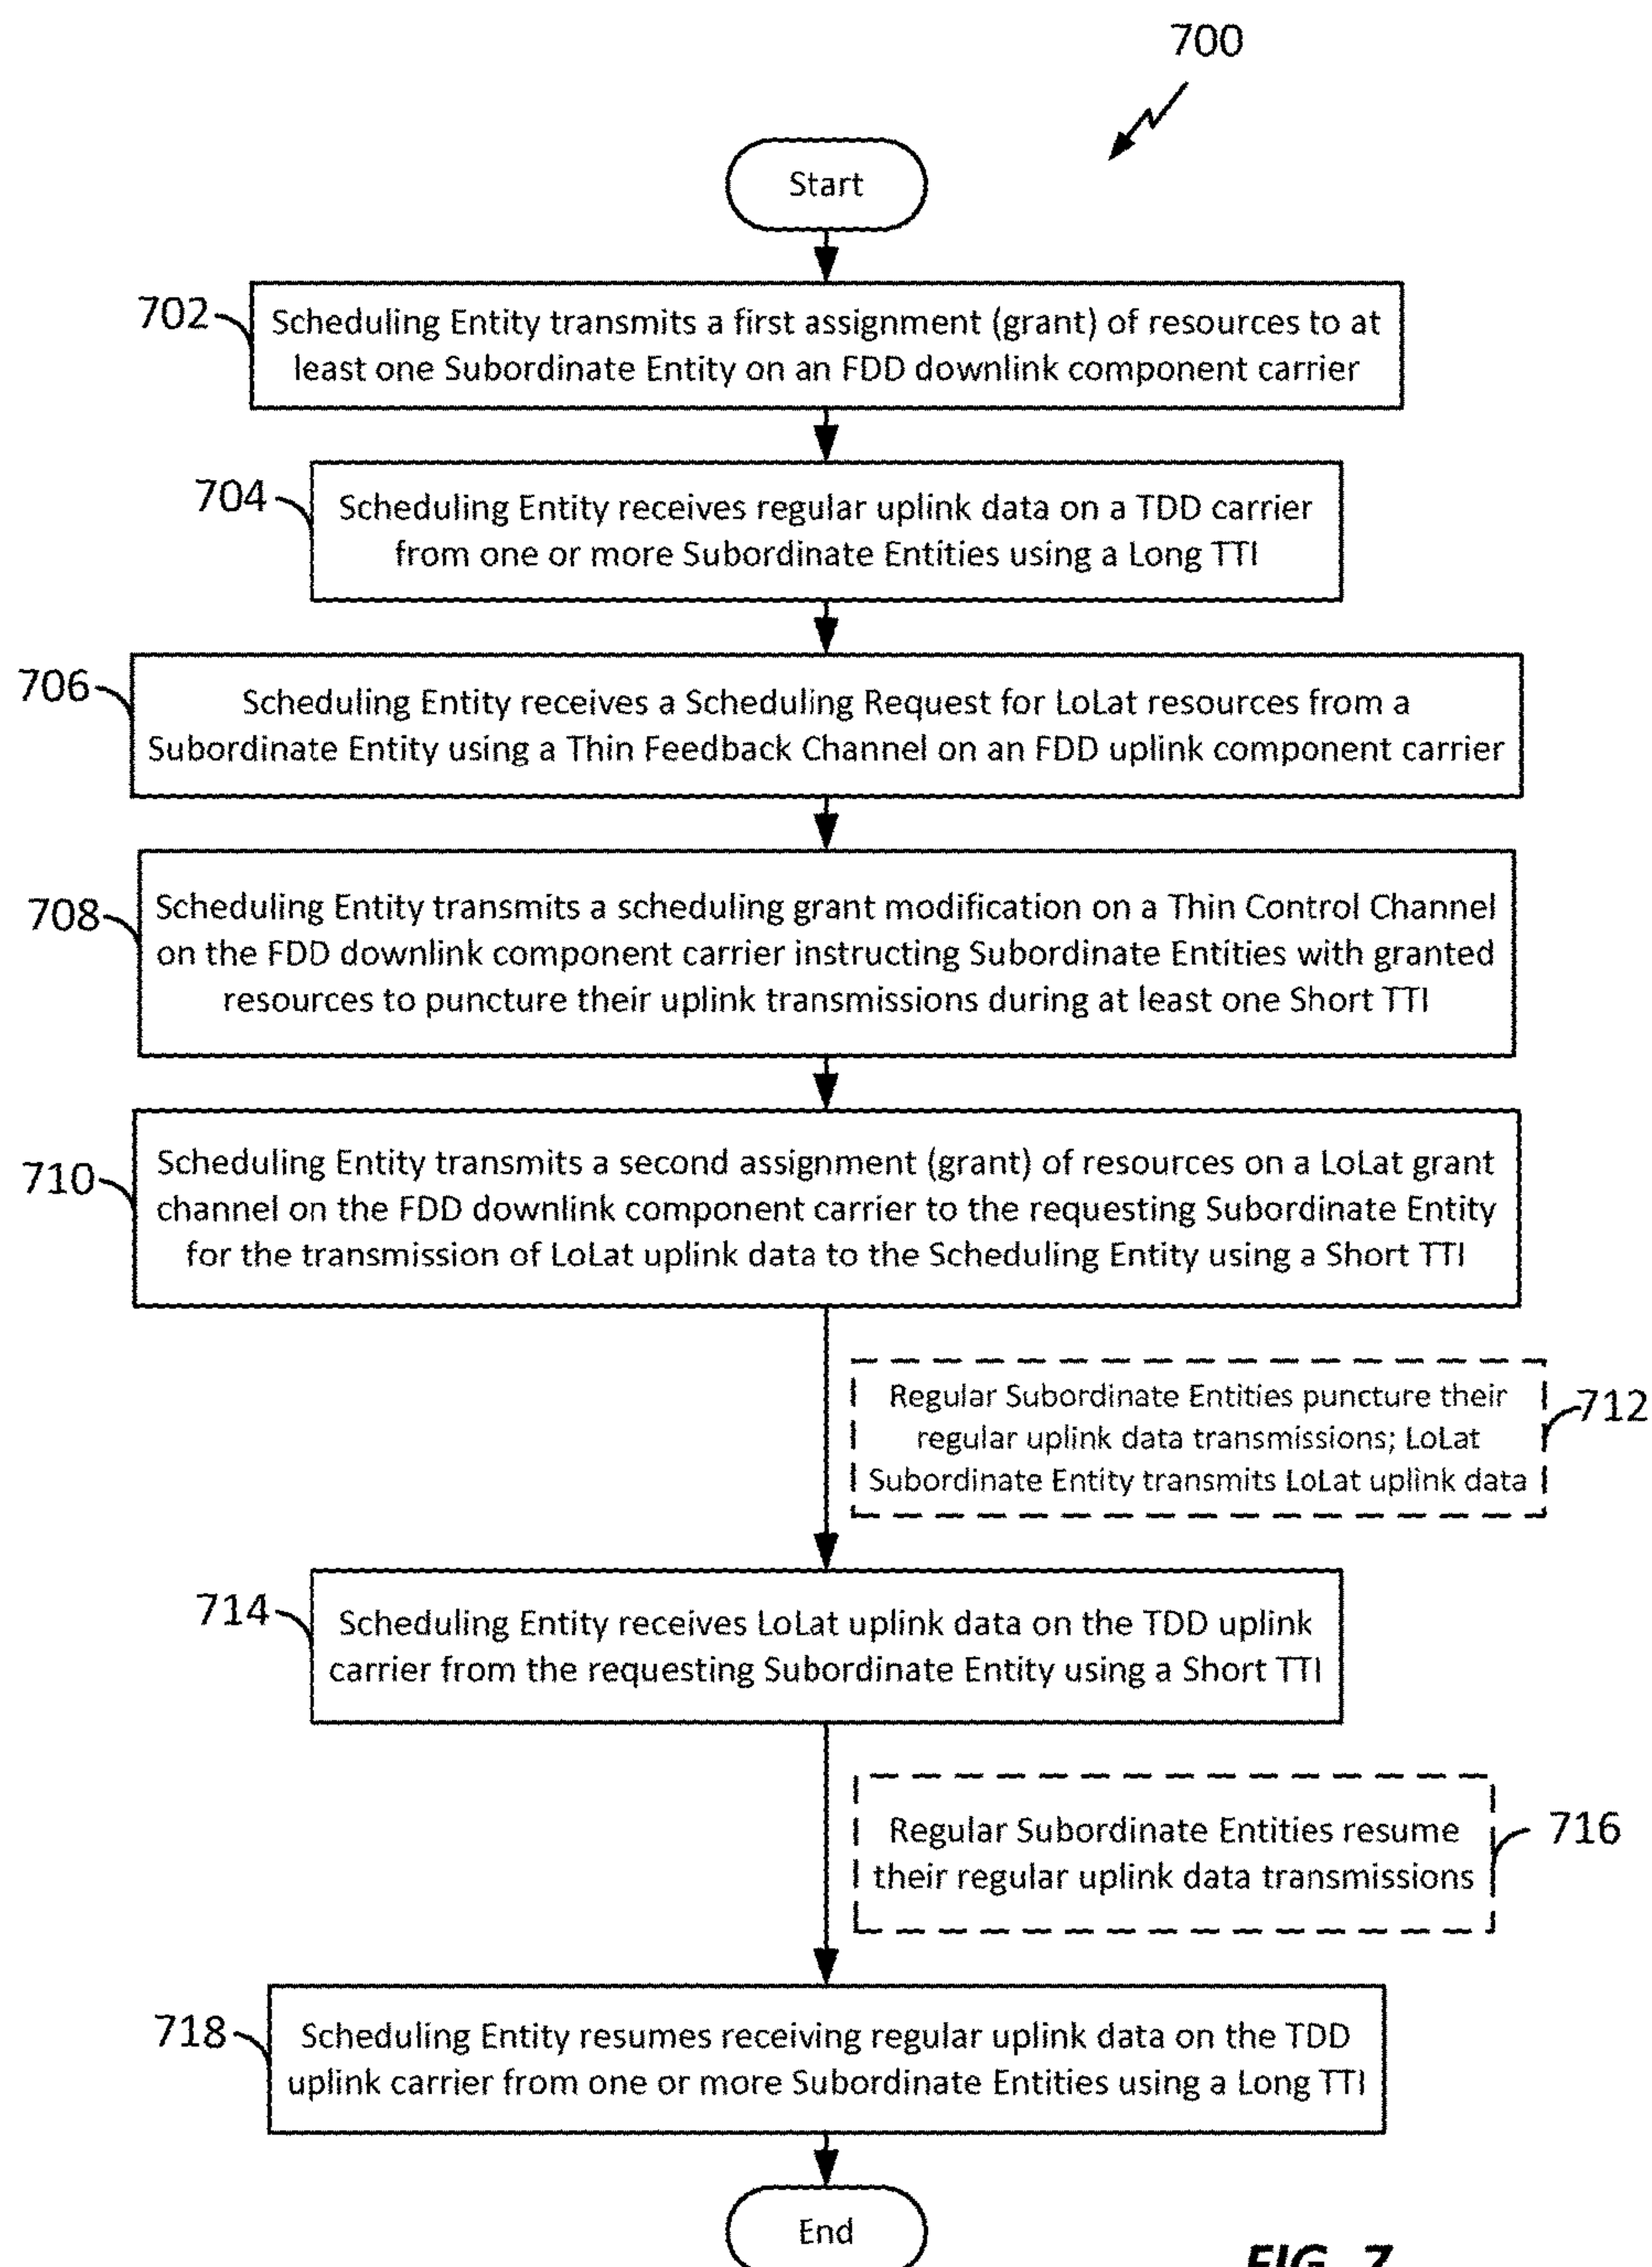 700
Start
702
Scheduling Entity transmits a first assignment (grant) of resources to at
least one Subordinate Entity on an FDD downlink component carrier
704
Scheduling Entity receives regular uplink data on a TDD carrier
from one or more Subordinate Entities using a Long TTI
706
Scheduling Entity receives a Scheduling Request for LoLat resources from a
Subordinate Entity using a Thin Feedback Channel on an FDD uplink component carrier
708
Scheduling Entity transmits a scheduling grant modification on a Thin Control Channel
on the FDD downlink component carrier instructing Subordinate Entities with granted
resources to puncture their uplink transmissions during at least one Short TTI
710
Scheduling Entity transmits a second assignment (grant) of resources on a LoLat grant
channel on the FDD downlink component carrier to the requesting Subordinate Entity
for the transmission of LoLat uplink data to the Scheduling Entity using a Short TTI
Regular Subordinate Entities puncture their
regular uplink data transmissions; LoLat
Subordinate Entity transmits LoLat uplink data
712
714
Scheduling Entity receives LoLat uplink data on the TDD uplink
carrier from the requesting Subordinate Entity using a Short TTI
Regular Subordinate Entities resume
their regular uplink data transmissions
716
718
Scheduling Entity resumes receiving regular uplink data on the TDD
uplink carrier from one or more Subordinate Entities using a Long TTI
End
FIG. 7